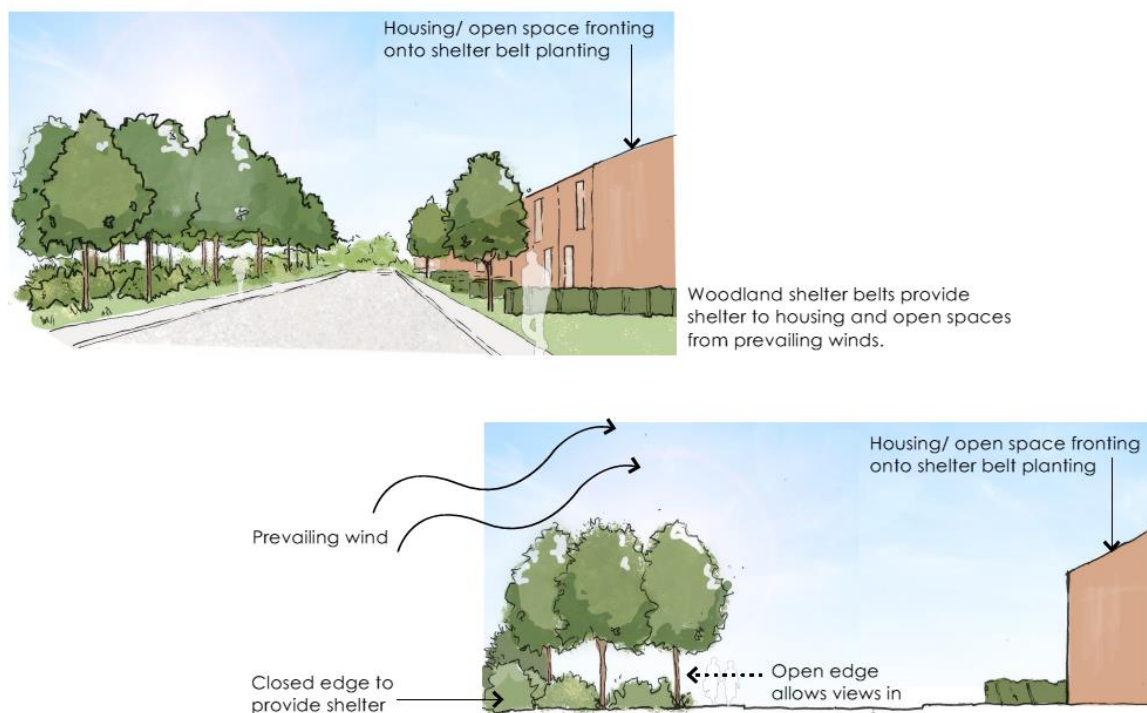 Housing/ open space fronting
onto shelter belt planting
Woodland shelter belts provide
shelter to housing and open spaces
from prevailing winds.
Housing/ open space fronting
onto shelter belt planting
Prevailing wind
Open edge
allows views in
Closed edge to
provide shelter